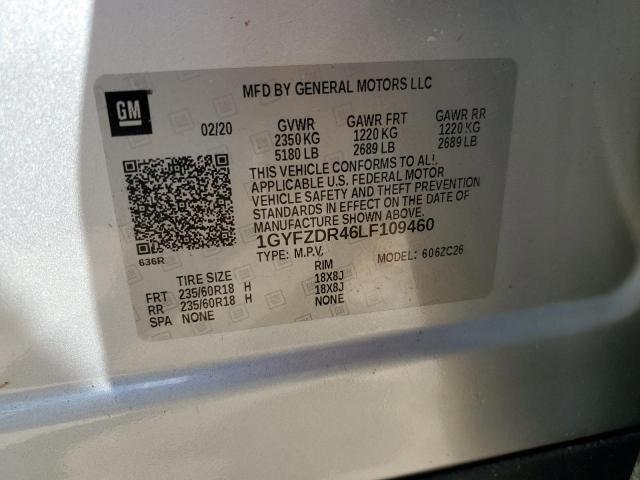 GM
MFD BY GENERAL MOTORS LLC
02/20 GVWR GAWR FRT GAWR RR
2350 KG 1220 KG 1220 KG
5180 LB 2689 LB 2689 LB
THIS VEHICLE CONFORMS TO ALL
APPLICABLE U.S. FEDERAL MOTOR
VEHICLE SAFETY AND THEFT PREVENTION
STANDARDS IN EFFECT ON THE DATE OF
MANUFACTURE SHOWN ABOVE.
1GYFZDR46LF109460
636R
TYPE: M.P.V. MODEL: 606ZC26
TIRE SIZE RIM
FRT 235/60R18 H 18X8J
RR 235/60R18 H 18X8J
SPA NONE NONE